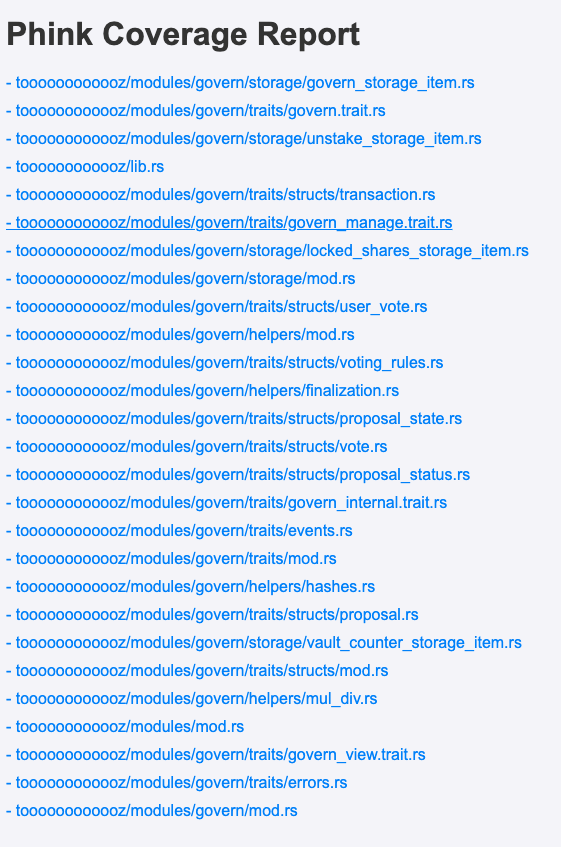 Phink Coverage Report
- toooooooooooz/modules/govern/storage/govern_storage_item.rs
- toooooooooooz/modules/govern/traits/govern.trait.rs
- toooooooooooz/modules/govern/storage/unstake_storage_item.rs
- toooooooooooz/lib.rs
- toooooooooooz/modules/govern/traits/structs/transaction.rs
- toooooooooooz/modules/govern/traits/govern_manage.trait.rs
- toooooooooooz/modules/govern/storage/locked_shares_storage_item.rs
- toooooooooooz/modules/govern/storage/mod.rs
- toooooooooooz/modules/govern/traits/structs/user_vote.rs
- toooooooooooz/modules/govern/helpers/mod.rs
- toooooooooooz/modules/govern/traits/structs/voting_rules.rs
- toooooooooooz/modules/govern/helpers/finalization.rs
- toooooooooooz/modules/govern/traits/structs/proposal_state.rs
- toooooooooooz/modules/govern/traits/structs/vote.rs
- toooooooooooz/modules/govern/traits/structs/proposal_status.rs
- toooooooooooz/modules/govern/traits/govern_internal.trait.rs
- toooooooooooz/modules/govern/traits/events.rs
- toooooooooooz/modules/govern/traits/mod.rs
- toooooooooooz/modules/govern/helpers/hashes.rs
- toooooooooooz/modules/govern/traits/structs/proposal.rs
- toooooooooooz/modules/govern/storage/vault_counter_storage_item.rs
- toooooooooooz/modules/govern/traits/structs/mod.rs
- toooooooooooz/modules/govern/helpers/mul_div.rs
- toooooooooooz/modules/mod.rs
- toooooooooooz/modules/govern/traits/govern_view.trait.rs
- toooooooooooz/modules/govern/traits/errors.rs
- toooooooooooz/modules/govern/mod.rs